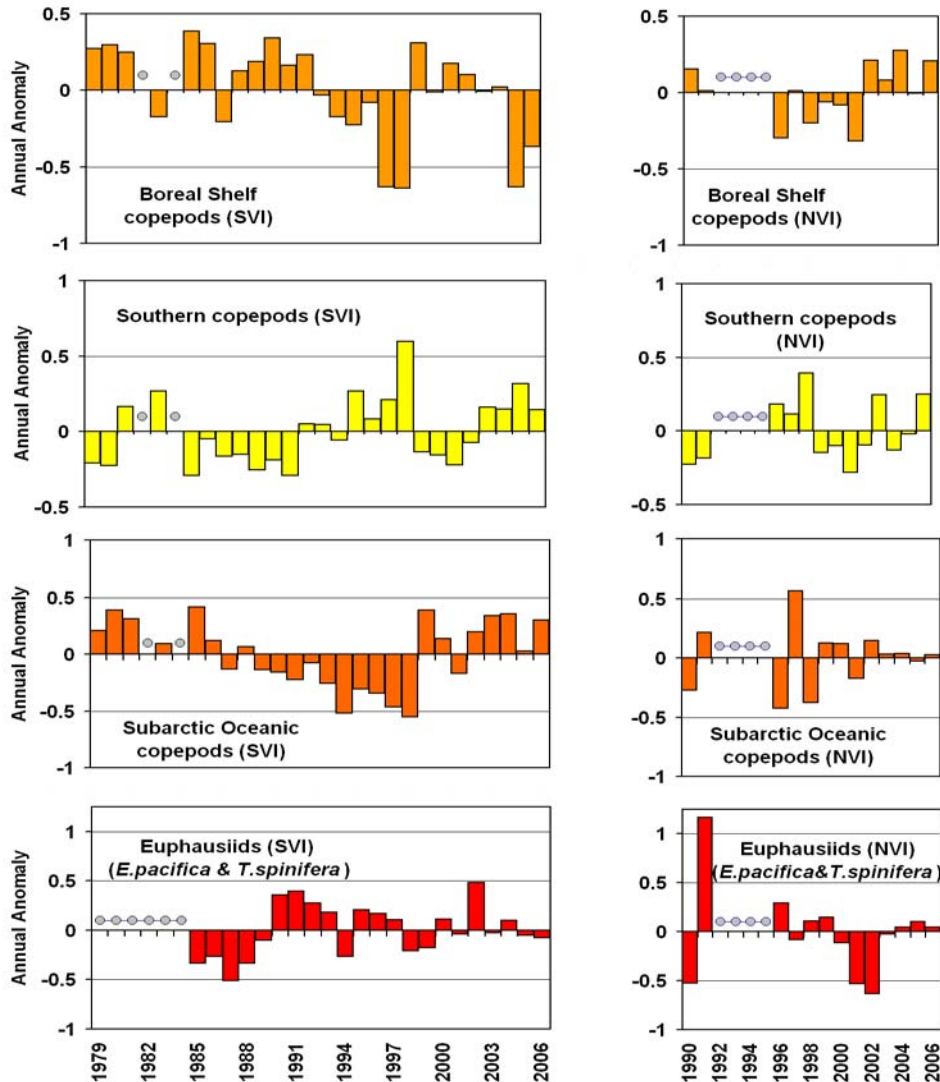 Annual Anomaly
0.5
0
-0.5
-1
Boreal Shelf
copepods (SVI)
0.5
0
-0.5
-1
Boreal Shelf
copepods (NVI)
Annual Anomaly
1
0.5
0
-0.5
Southern copepods (SVI)
1
0.5
0
-0.5
Southern copepods
(NVI)
Annual Anomaly
1
0.5
0
-0.5
-1
Subarctic Oceanic
copepods (SVI)
1
0.5
0
-0.5
-1
Subarctic Oceanic
copepods (NVI)
Annual Anomaly
1
0.5
0
-0.5
-1
Euphausiids (SVI)
(E.pacifica & T.spinifera)
1979
1982
1985
1988
1991
1994
1997
2000
2003
2006
1
0.5
0
-0.5
-1
Euphausiids (NVI)
(E.pacifica&T.spinifera)
1990
1992
1994
1996
1998
2000
2002
2004
2006